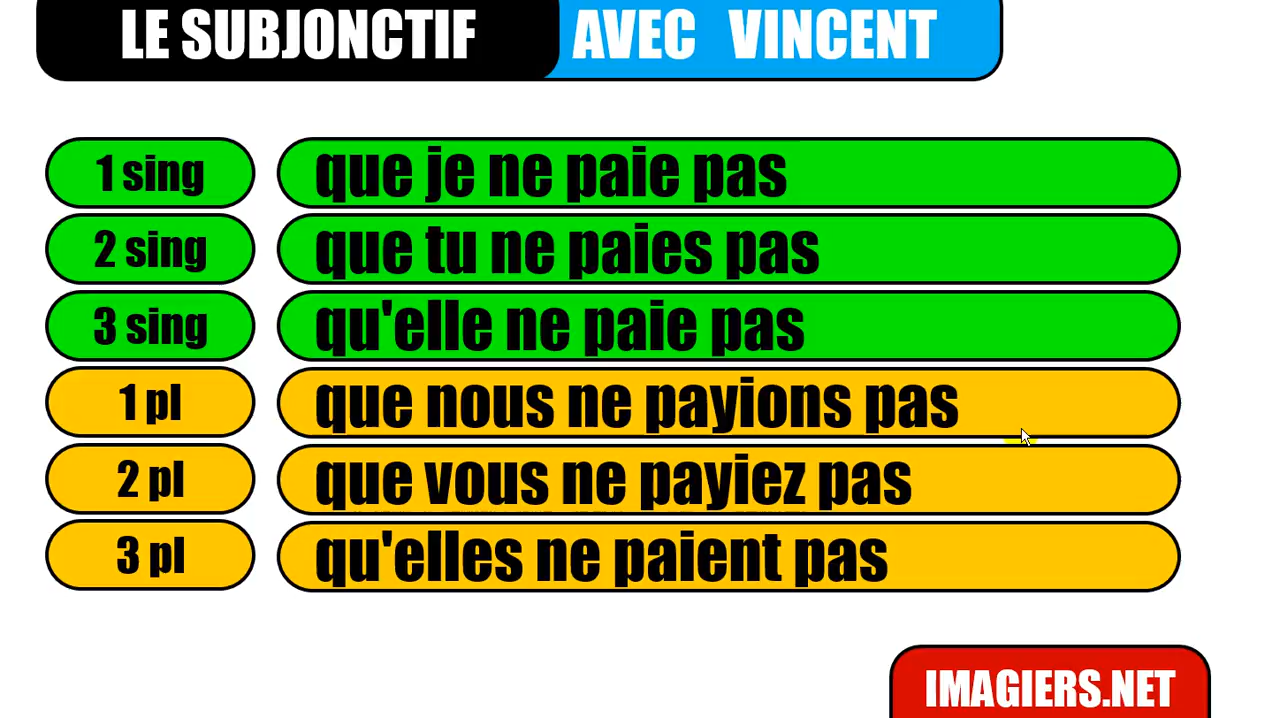 LE SUBJONCTIF AVEC VINCENT
1 sing que je ne paie pas
2 sing que tu ne paies pas
3 sing qu'elle ne paie pas
1 pl que nous ne payions pas
2 pl que vous ne payiez pas
3 pl qu'elles ne paient pas
IMAGIERS.NET